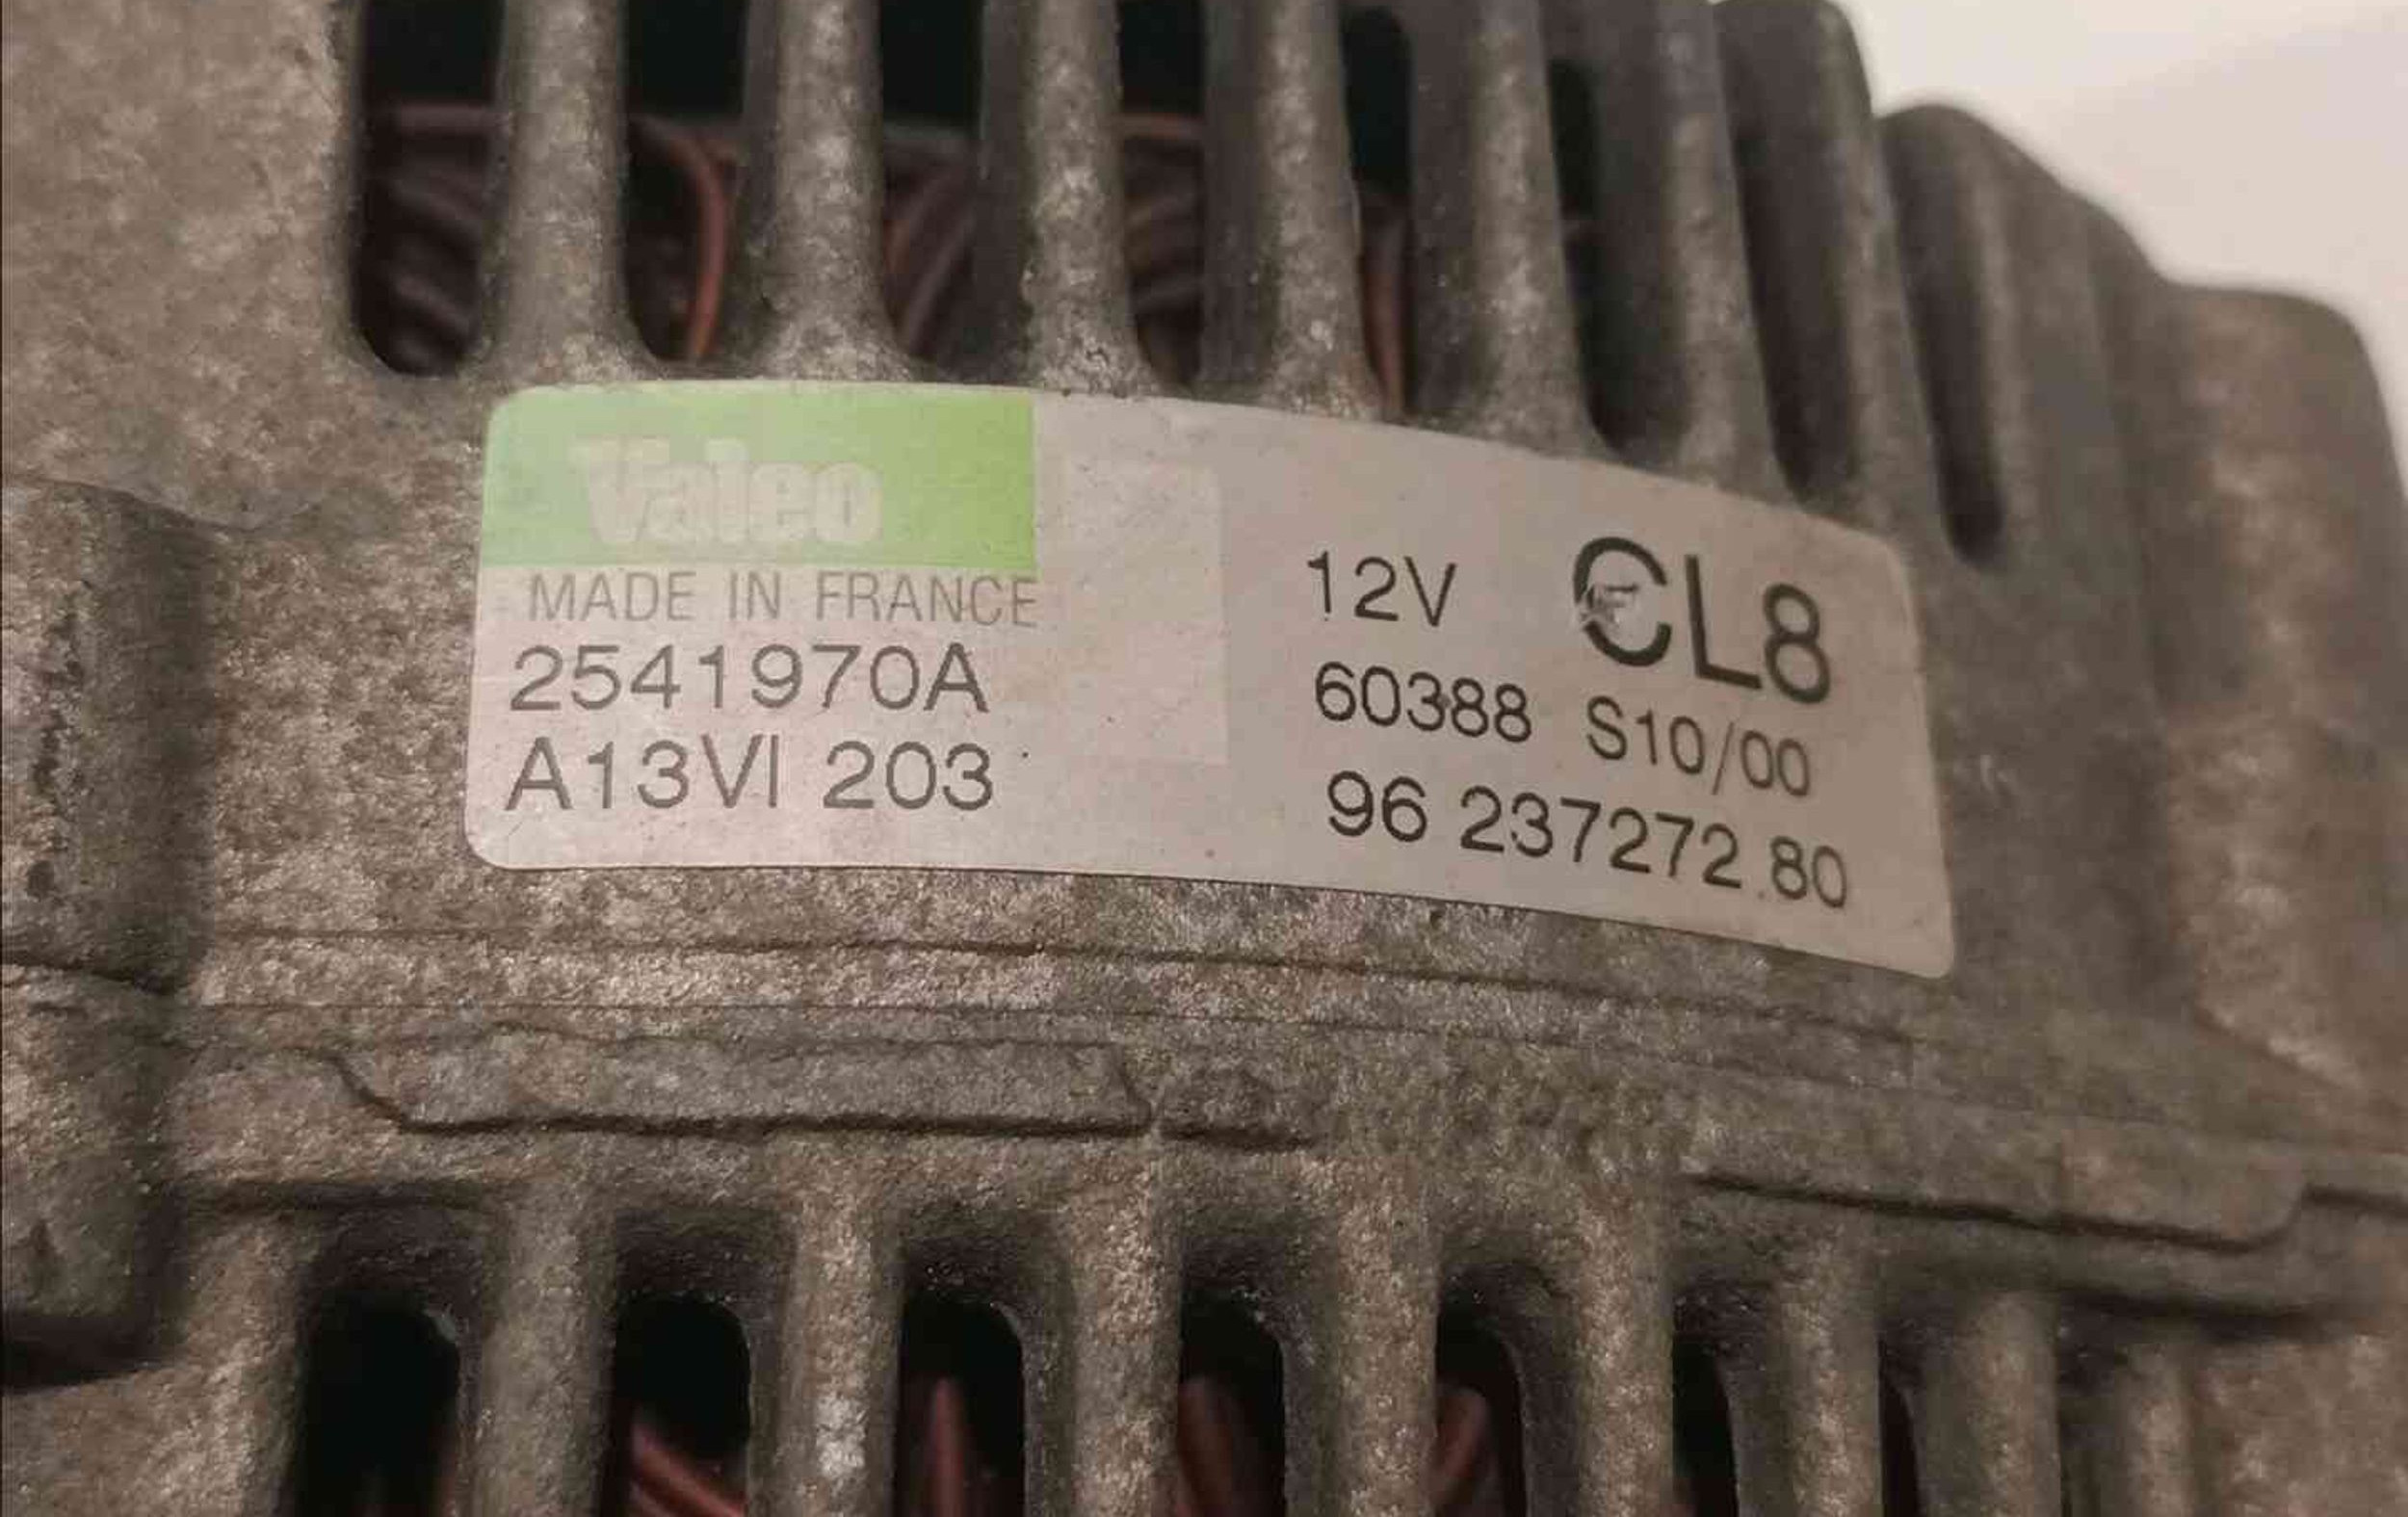 Valeo
MADE IN FRANCE
2541970A
A13VI 203
12V CL8
60388 S10/00
96 237272.80